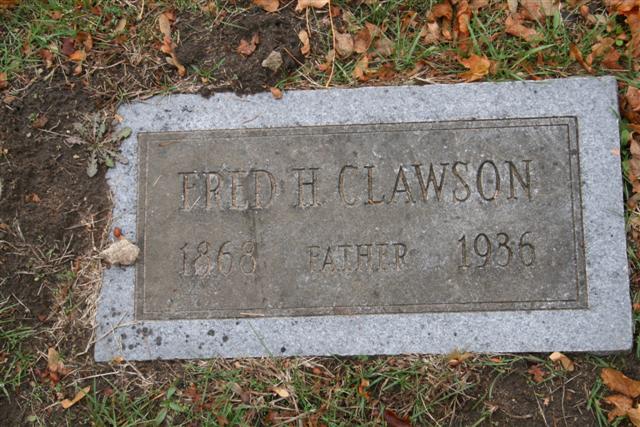 FRED H. CLAWSON
1868 FATHER 1936